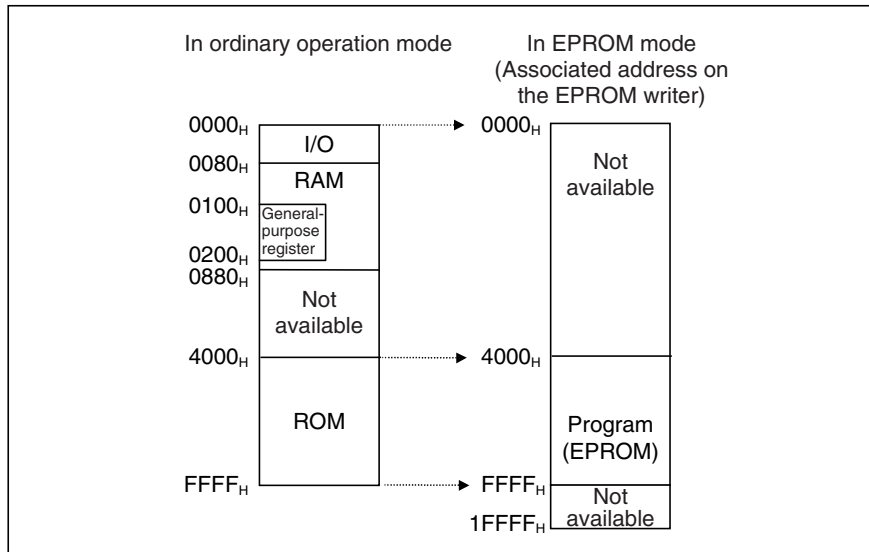 In ordinary operation mode
In EPROM mode
(Associated address on
the EPROM writer)
0000H
I/O
0080H
RAM
0100H
General-
purpose
register
0200H
0880H
Not
available
4000H
ROM
FFFFH
0000H
Not
available
4000H
Program
(EPROM)
FFFFH
Not
available
1FFFFH